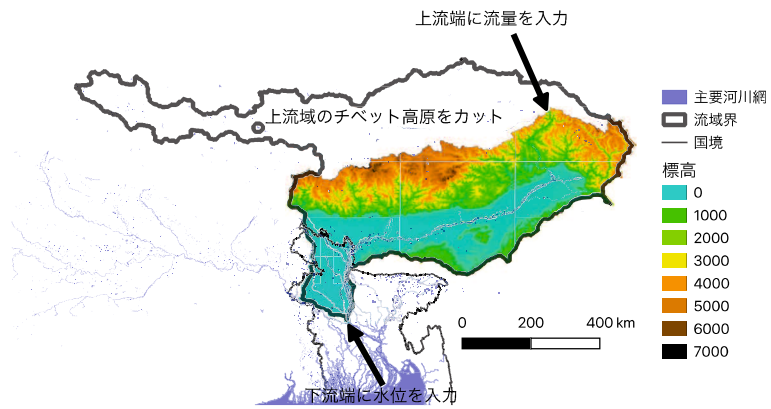 上流端に流量を入力
上流域のチベット高原をカット
主要河川網
流域界
国境
標高
0
1000
2000
3000
4000
5000
6000
7000
0 200 400 km
下流端に水位を入力